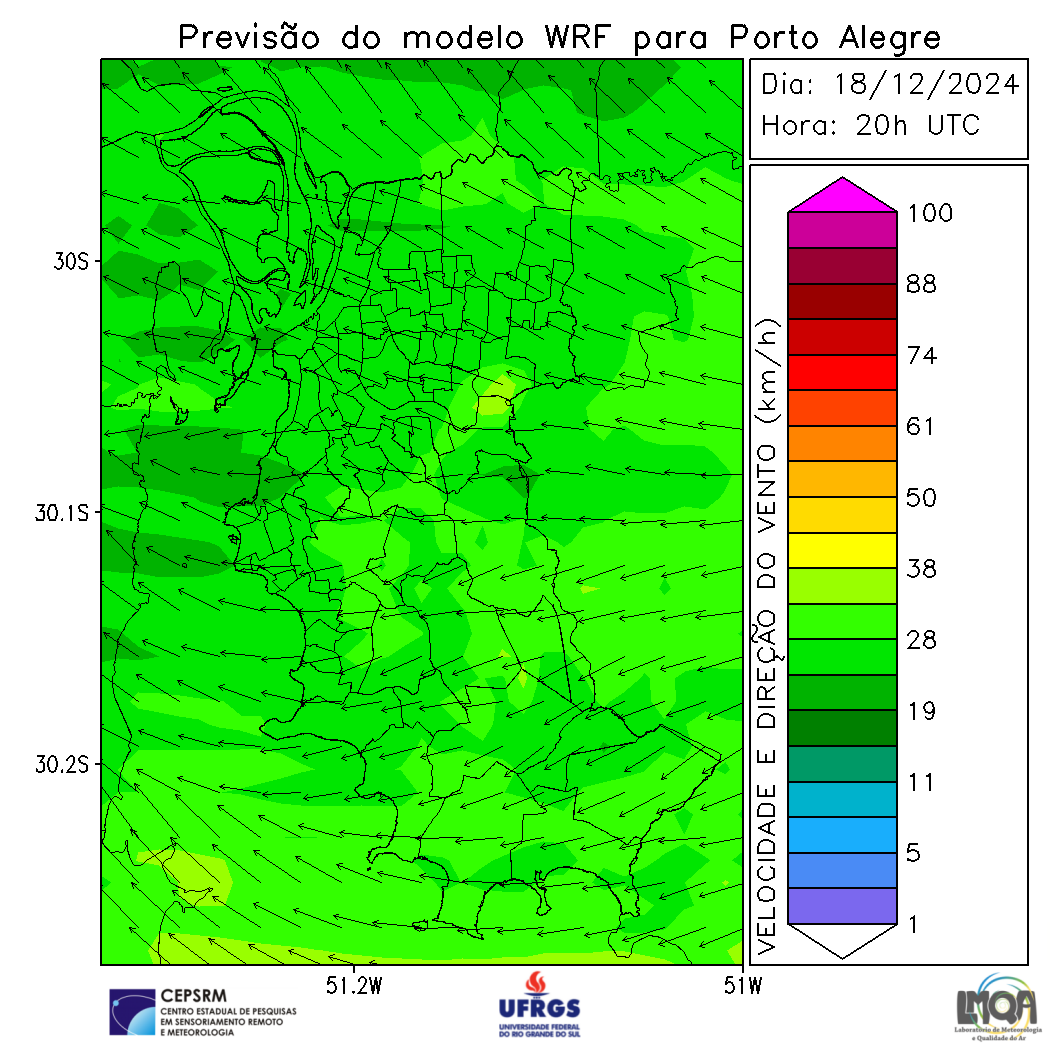 Previsão do modelo WRF para Porto Alegre
Dia: 18/12/2024
Hora: 20h UTC
30S
30.1S
30.2S
51.2W
51W
VELOCIDADE E DIREÇÃO DO VENTO (km/h)
100
88
74
61
50
38
28
19
11
5
1
CEPSRM
CENTRO ESTADUAL DE PESQUISAS
EM SENSORIAMENTO REMOTO
E METEOROLOGIA
UFRGS
UNIVERSIDADE FEDERAL
DO RIO GRANDE DO SUL
LMQA
Laboratório de Meteorologia
e Qualidade do Ar